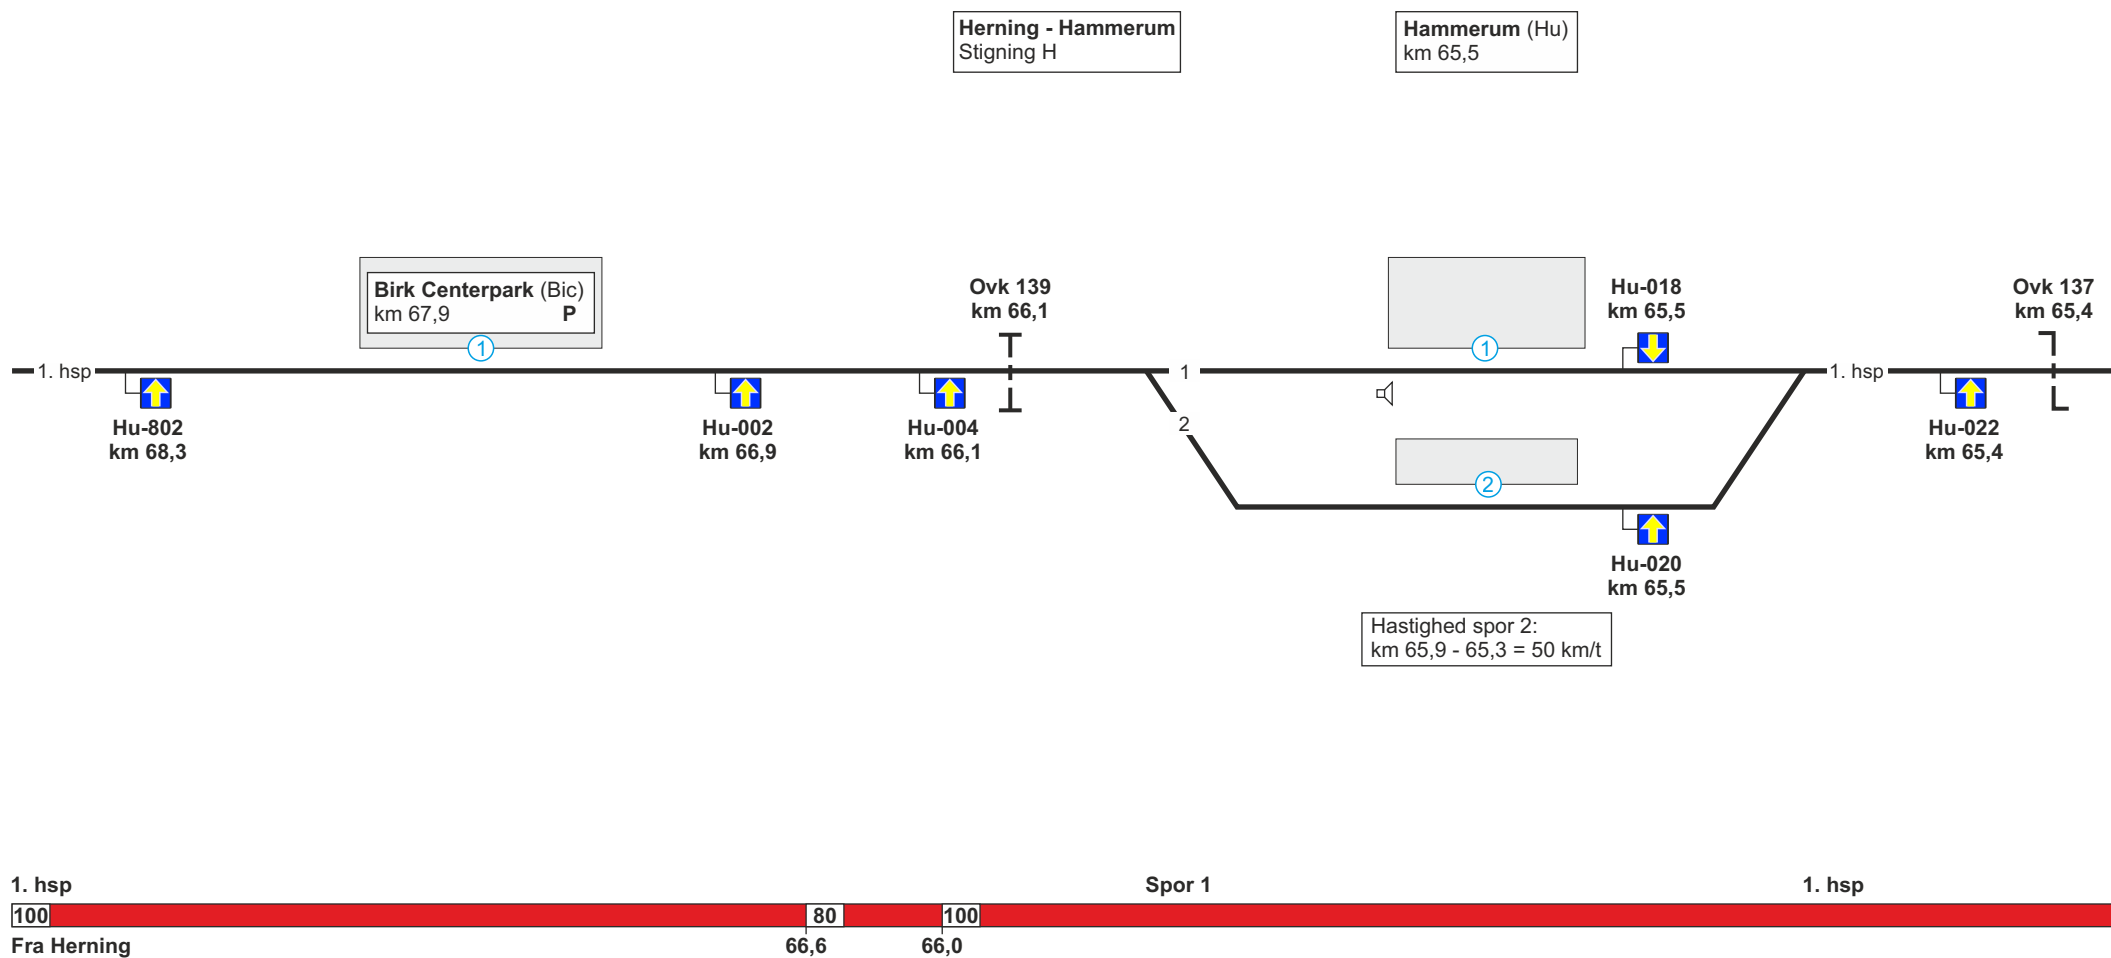 Herning - Hammerum
Stigning H
Hammerum (Hu)
km 65,5
Birk Centerpark (Bic)
km 67,9 P
1
Ovk 139
km 66,1
1
Hu-018
km 65,5
Ovk 137
km 65,4
1. hsp
1
1. hsp
Hu-802
km 68,3
Hu-002
km 66,9
Hu-004
km 66,1
2
Hu-022
km 65,4
2
Hu-020
km 65,5
Hastighed spor 2:
km 65,9 - 65,3 = 50 km/t
1. hsp
Spor 1
1. hsp
100
80
100
Fra Herning
66,6
66,0